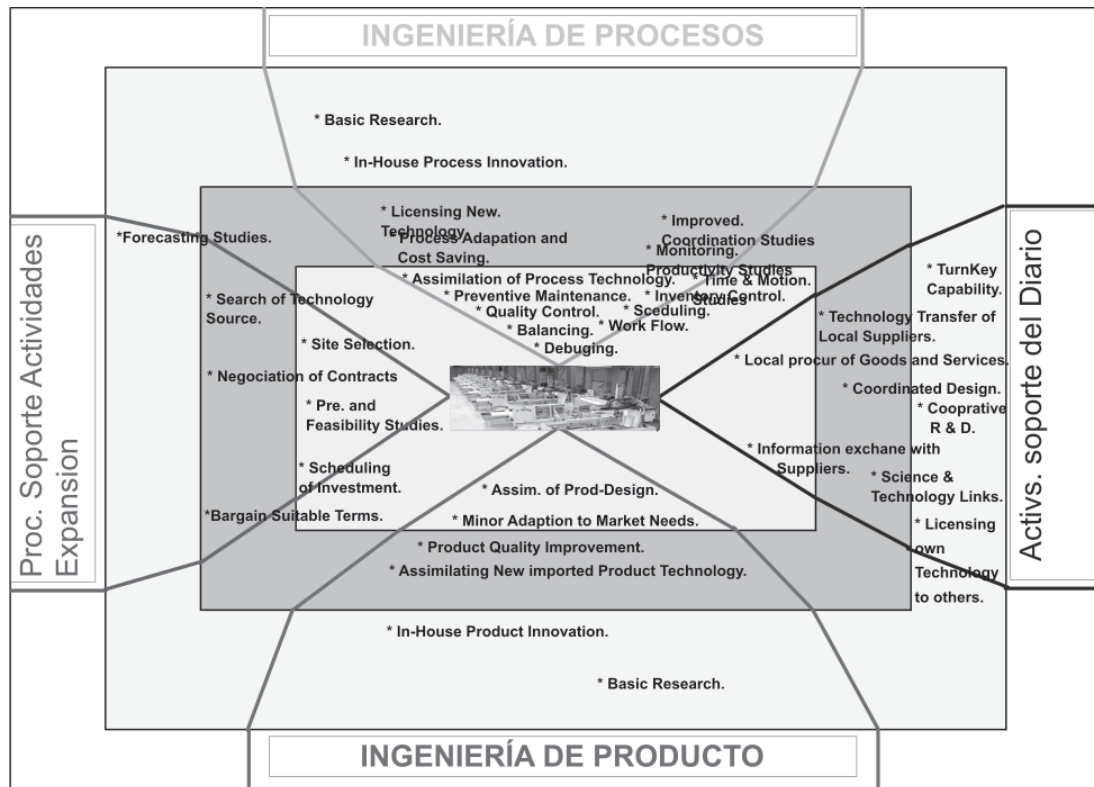 INGENIERÍA DE PROCESOS
* Basic Research.
* In-House Process Innovation.
* Licensing New.
Technology
* Process Adapation and
Cost Saving.
* Improved.
Coordination Studies
* Monitoring.
Productivity Studies
* Assimilation of Process Technology.
* Time & Motion.
Studies
* Preventive Maintenance.
* Inventory Control.
* Quality Control.
* Sceduling.
* Balancing.
* Work Flow.
* Debuging.
Proc. Soporte Actividades
Expansion
*Forecasting Studies.
* Search of Technology
Source.
* Site Selection.
* Negociation of Contracts
* Pre. and
Feasibility Studies.
* Scheduling
of Investment.
*Bargain Suitable Terms.
Activs. soporte del Diario
* TurnKey
Capability.
* Technology Transfer of
Local Suppliers.
* Local procur of Goods and Services.
* Coordinated Design.
* Cooprative
R & D.
* Information exchane with
Suppliers.
* Science &
Technology Links.
* Licensing
own
Technology
to others.
* Assim. of Prod-Design.
* Minor Adaption to Market Needs.
* Product Quality Improvement.
* Assimilating New imported Product Technology.
* In-House Product Innovation.
* Basic Research.
INGENIERÍA DE PRODUCTO